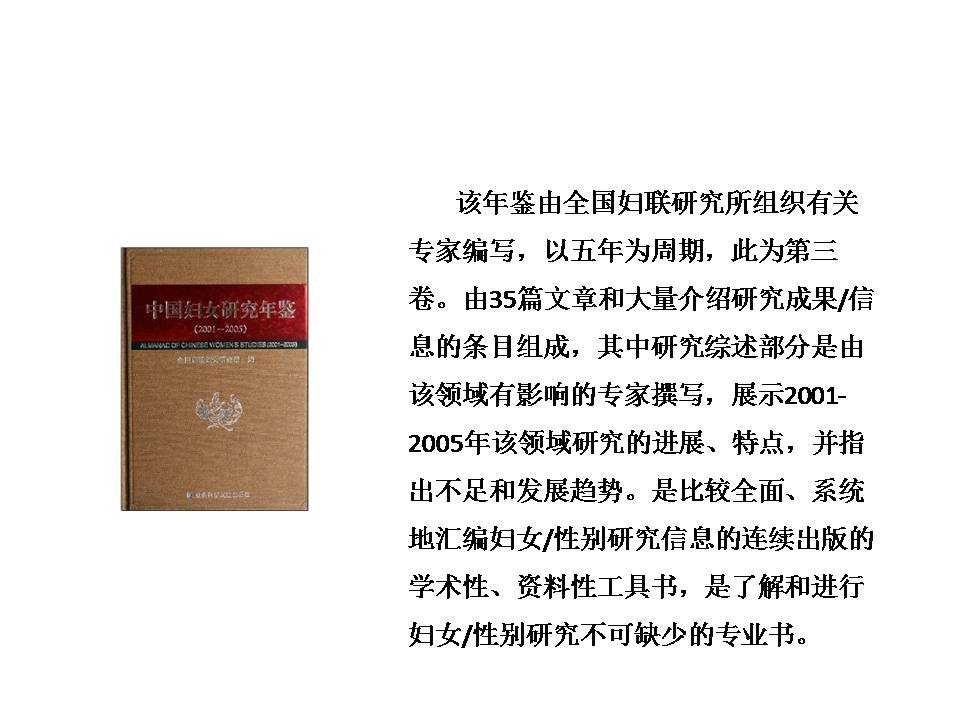 中国妇女研究年鉴
(2001--2005)
ALMANAC OF CHINESE WOMEN'S STUDIES (2001-2005)
该年鉴由全国妇联研究所组织有关
专家编写，以五年为周期，此为第三
卷。由35篇文章和大量介绍研究成果/信
息的条目组成，其中研究综述部分是由
该领域有影响的专家撰写，展示2001-
2005年该领域研究的进展、特点，并指
出不足和发展趋势。是比较全面、系统
地汇编妇女/性别研究信息的连续出版的
学术性、资料性工具书，是了解和进行
妇女/性别研究不可缺少的专业书。